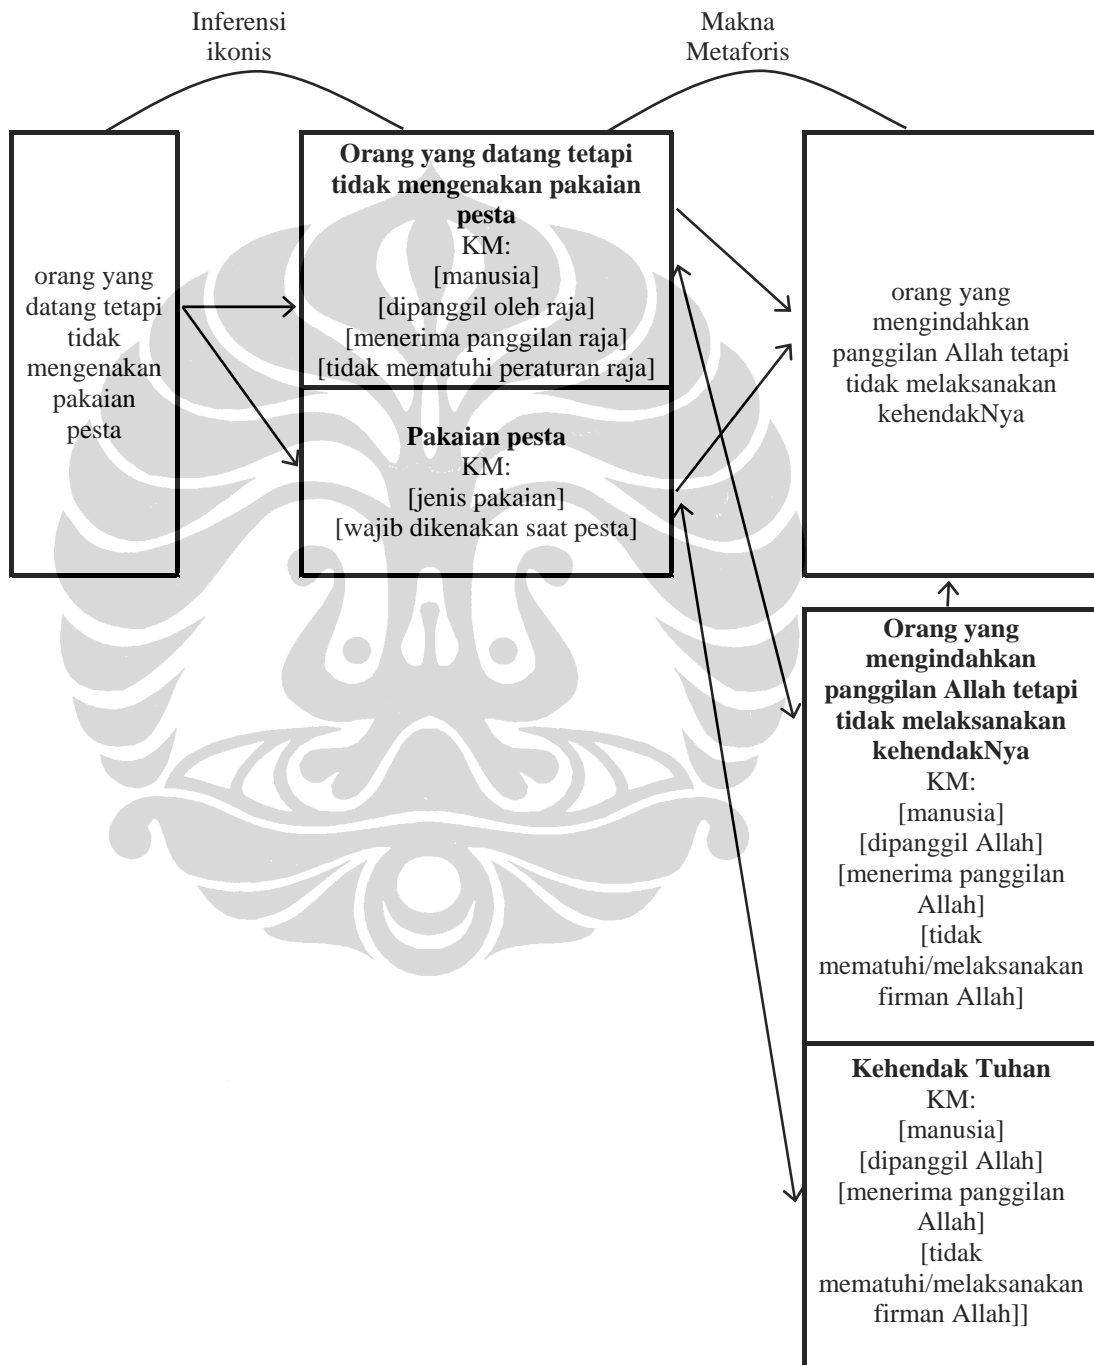 Inferensi
ikonis
Makna
Metaforis
orang yang
datang tetapi
tidak
mengenakan
pakaian
pesta
Orang yang datang tetapi
tidak mengenakan pakaian
pesta
KM:
[manusia]
[dipanggil oleh raja]
[menerima panggilan raja]
[tidak mematuhi peraturan raja]
Pakaian pesta
KM:
[jenis pakaian]
[wajib dikenakan saat pesta]
orang yang
mengindahkan
panggilan Allah tetapi
tidak melaksanakan
kehendakNya
Orang yang
mengindahkan
panggilan Allah tetapi
tidak melaksanakan
kehendakNya
KM:
[manusia]
[dipanggil Allah]
[menerima panggilan
Allah]
[tidak
mematuhi/melaksanakan
firman Allah]
Kehendak Tuhan
KM:
[manusia]
[dipanggil Allah]
[menerima panggilan
Allah]
[tidak
mematuhi/melaksanakan
firman Allah]]